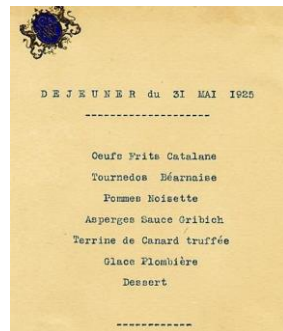 DEJEUNER du 31 MAI 1925
Oeufs Frits Catalane
Tournedos Béarnaise
Pommes Noisette
Asperges Sauce Gribich
Terrine de Canard truffée
Glace Plombière
Dessert